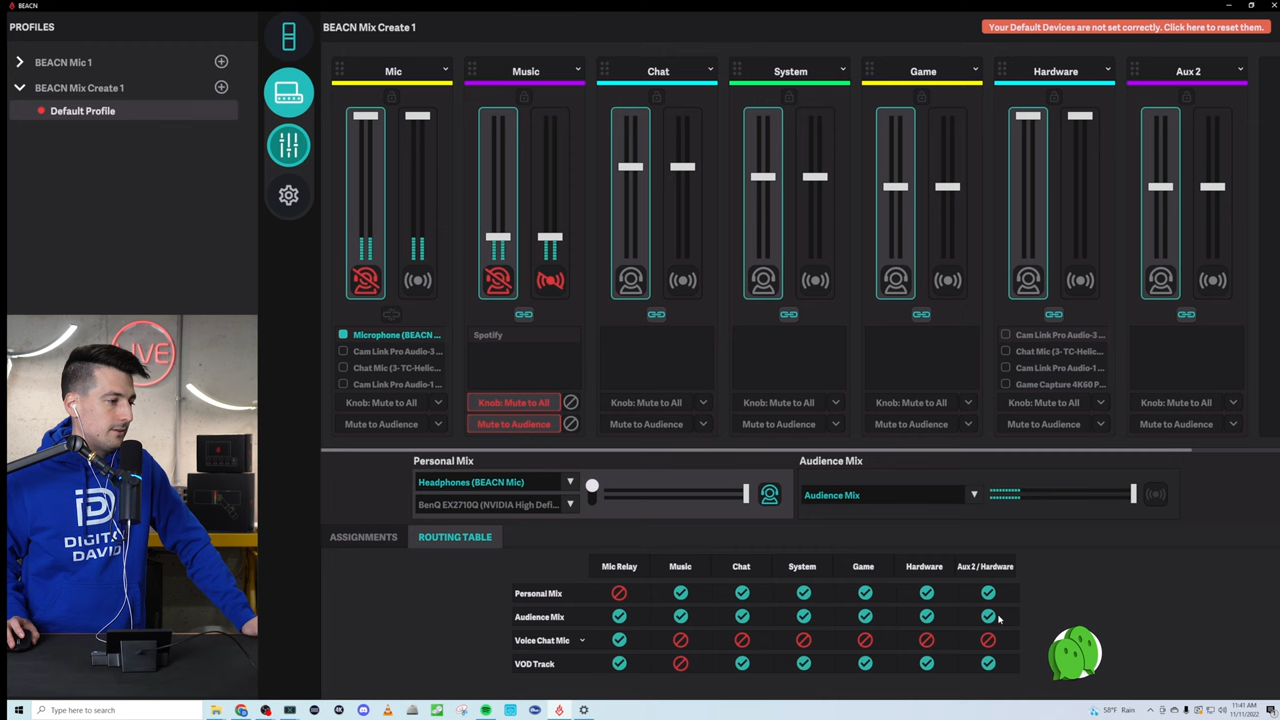 BEACN
PROFILES
BEACN Mic 1
BEACN Mix Create 1
Default Profile
BEACN Mix Create 1
Your Default Devices are not set correctly. Click here to reset them.
Mic
Music
Chat
System
Game
Hardware
Aux 2
Microphone (BEACN ...
Cam Link Pro Audio-3 ...
Chat Mic (3- TC-Helic...
Cam Link Pro Audio-1 ...
Spotify
Cam Link Pro Audio-3 ...
Chat Mic (3- TC-Helic...
Cam Link Pro Audio-1 ...
Game Capture 4K60 P...
Knob: Mute to All
Knob: Mute to All
Knob: Mute to All
Knob: Mute to All
Knob: Mute to All
Knob: Mute to All
Knob: Mute to All
Mute to Audience
Mute to Audience
Mute to Audience
Mute to Audience
Mute to Audience
Mute to Audience
Mute to Audience
Personal Mix
Headphones (BEACN Mic)
BenQ EX2710Q (NVIDIA High Defi...
Audience Mix
Audience Mix
ASSIGNMENTS
ROUTING TABLE
Mic Relay Music Chat System Game Hardware Aux 2 / Hardware
Personal Mix
Audience Mix
Voice Chat Mic
VOD Track
LIVE
DIGITAL
DAVID
Type here to search
58°F Rain
11:41 AM
11/11/2022